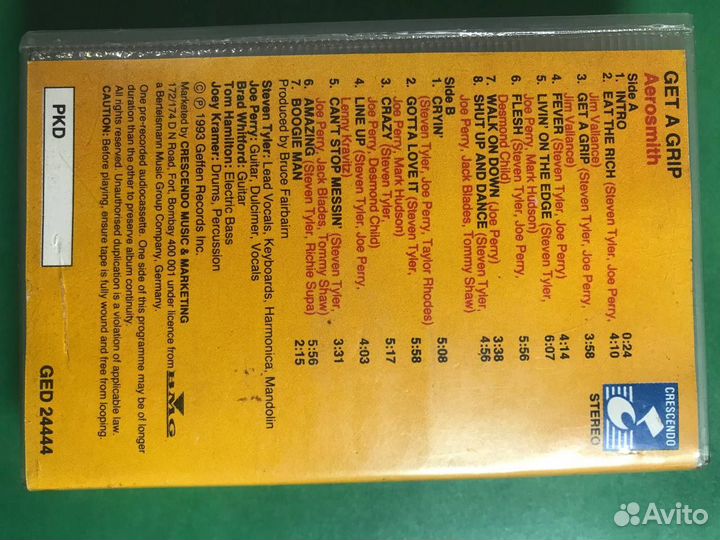 GET A GRIP
Aerosmith
CRESCENDO
STEREO
Side A
1. INTRO 0:24
2. EAT THE RICH (Steven Tyler, Joe Perry, 4:10
Jim Vallance)
3. GET A GRIP (Steven Tyler, Joe Perry, 3:58
Jim Vallance)
4. FEVER (Steven Tyler, Joe Perry) 4:14
5. LIVIN' ON THE EDGE (Steven Tyler, 6:07
Joe Perry, Mark Hudson)
6. FLESH (Steven Tyler, Joe Perry, 5:56
Desmond Child)
7. WALK ON DOWN (Joe Perry) 3:38
8. SHUT UP AND DANCE (Steven Tyler, 4:56
Joe Perry, Jack Blades, Tommy Shaw)
Side B
1. CRYIN' 5:08
(Steven Tyler, Joe Perry, Taylor Rhodes)
2. GOTTA LOVE IT (Steven Tyler, 5:58
Joe Perry, Mark Hudson)
3. CRAZY (Steven Tyler 5:17
Joe Perry, Desmond Child)
4. LINE UP (Steven Tyler, Joe Perry, 4:03
Lenny Kravitz)
5. CAN'T STOP MESSIN' (Steven Tyler, 3:31
Joe Perry, Jack Blades, Tommy Shaw)
6. AMAZING (Steven Tyler, Richie Supa) 5:56
7. BOOGIE MAN 2:15
Produced by Bruce Fairbairn
Steven Tyler: Lead Vocals, Keyboards, Harmonica, Mandolin
Joe Perry: Guitar, Dulcimer, Vocals
Brad Whitford: Guitar
Tom Hamilton: Electric Bass
Joey Kramer: Drums, Percussion
© ℗ 1993 Geffen Records Inc.
Marketed by CRESCENDO MUSIC & MARKETING
172/174 D N Road, Fort, Bombay 400 001 under licence from BMG
a Bertelsmann Music Group Company, Germany.
One pre-recorded audiocassette. One side of this programme may be of longer
duration than the other to preserve album continuity.
All rights reserved. Unauthorised duplication is a violation of applicable law.
CAUTION: Before playing, ensure tape is fully wound and free from looping.
PKD
GED 24444
Avito